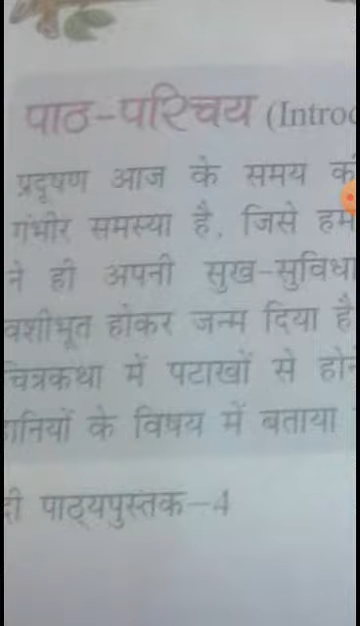 पाठ-परिचय (Introd
प्रदूषण आज के समय की
गंभीर समस्या है, जिसे हम
ने ही अपनी सुख-सुविधा
वशीभूत होकर जन्म दिया है
चित्रकथा में पटाखों से होने
हानियों के विषय में बताया
दी पाठ्यपुस्तक-4